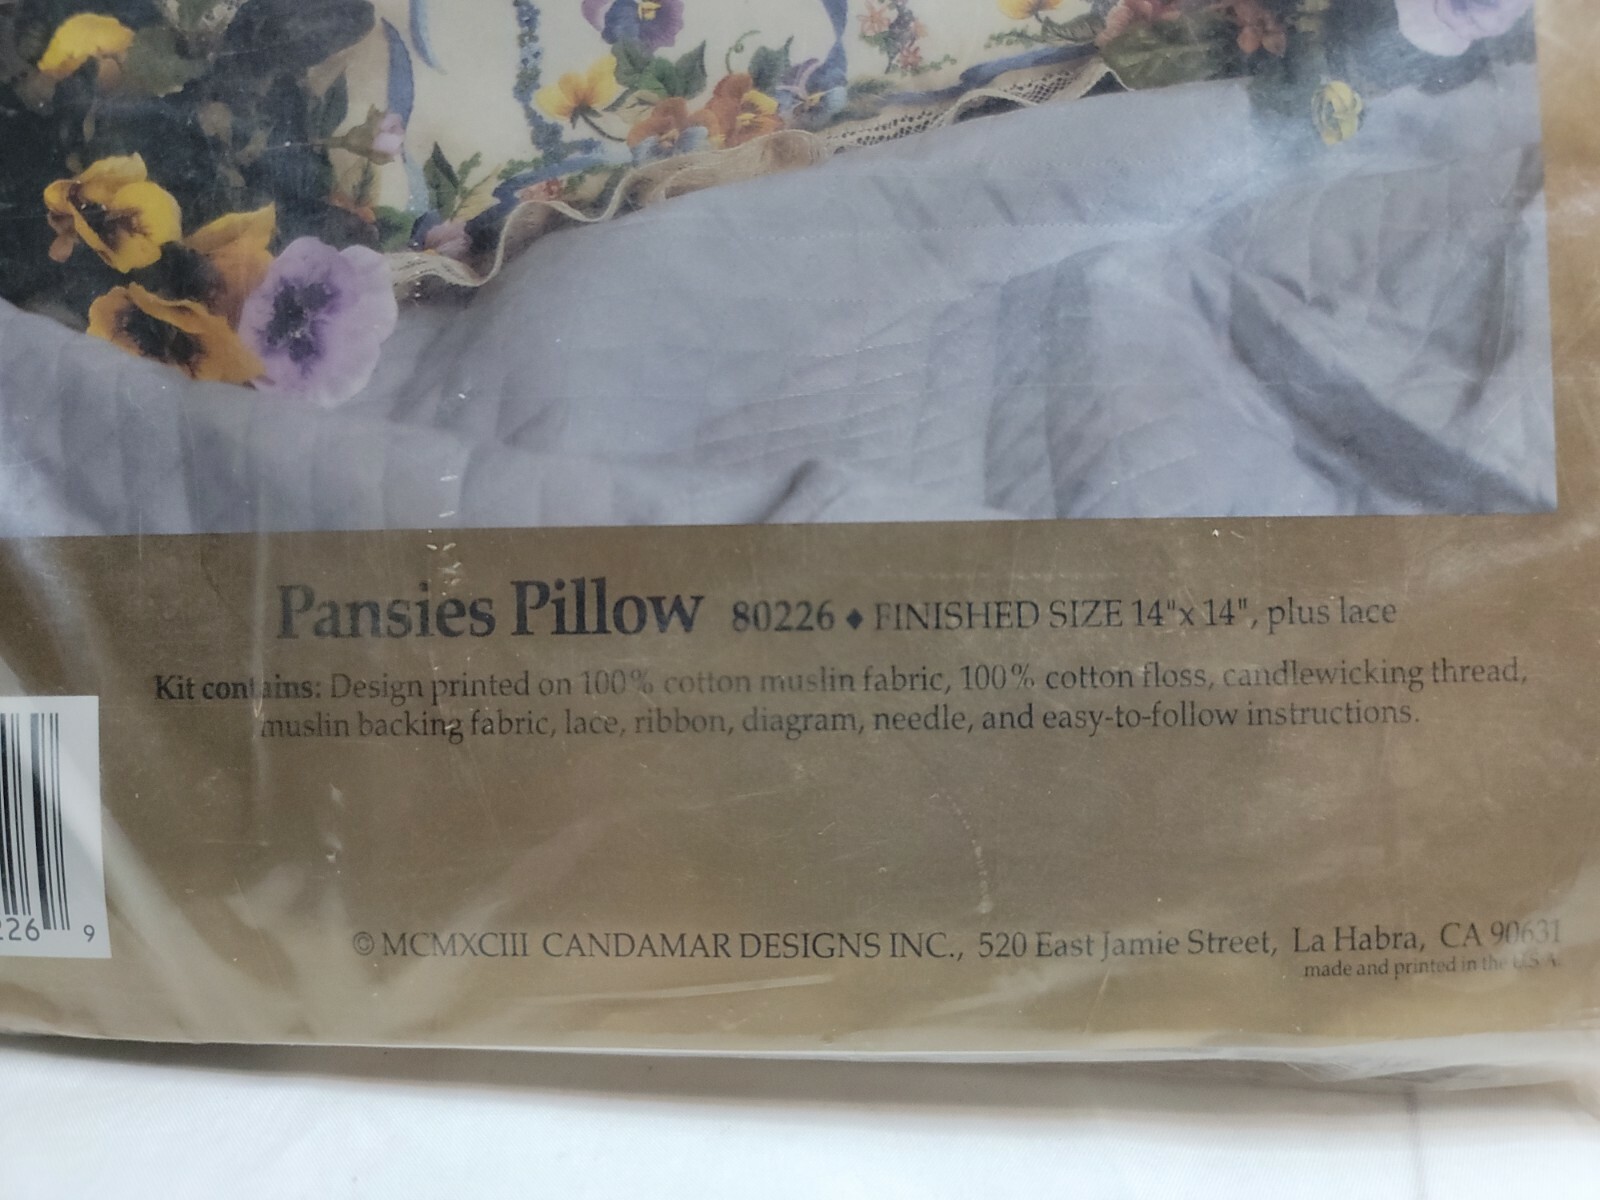 Pansies Pillow 80226 ♦ FINISHED SIZE 14"x 14", plus lace
Kit contains: Design printed on 100% cotton muslin fabric, 100% cotton floss, candlewicking thread,
muslin backing fabric, lace, ribbon, diagram, needle, and easy-to-follow instructions.
226 9
© MCMXCIII CANDAMAR DESIGNS INC., 520 East Jamie Street, La Habra, CA 90631
made and printed in the U.S.A.